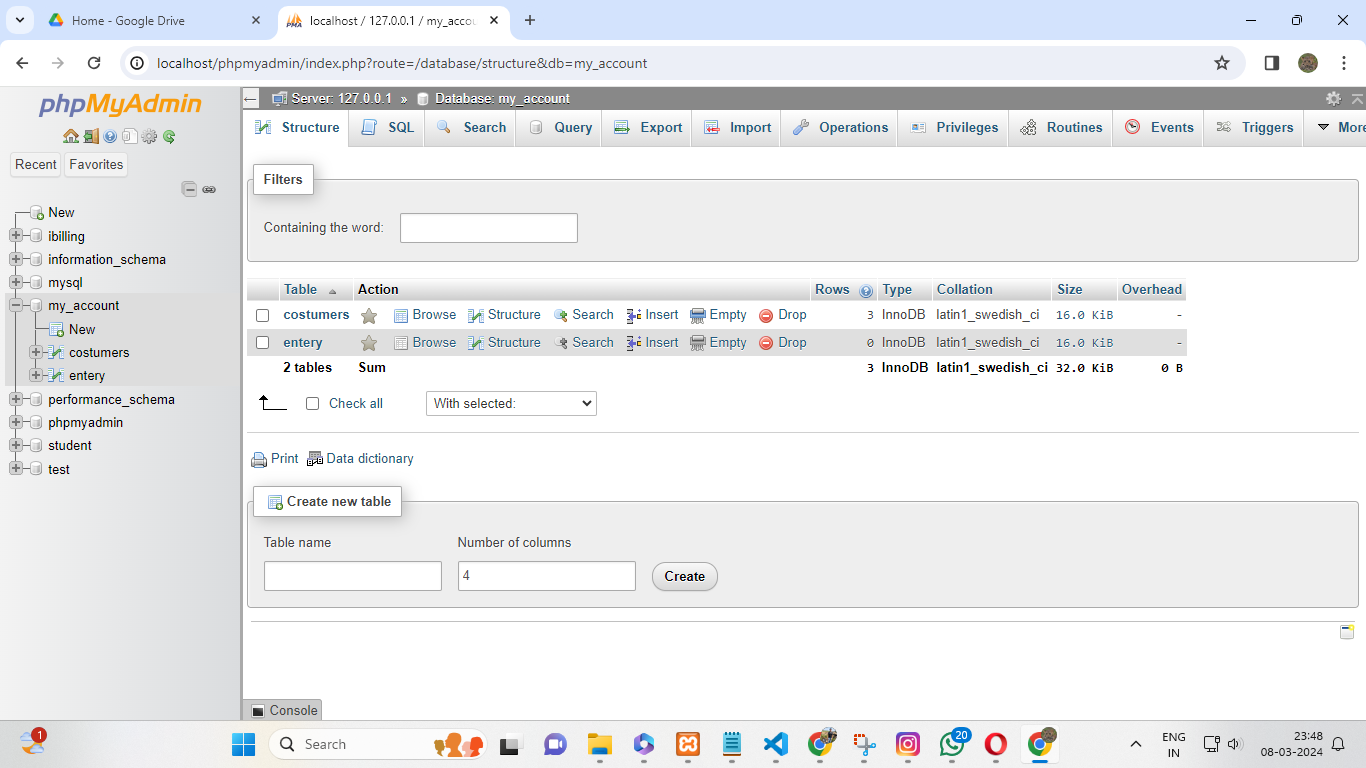 Home - Google Drive
localhost / 127.0.0.1 / my_accou
localhost/phpmyadmin/index.php?route=/database/structure&db=my_account
phpMyAdmin
Recent Favorites
New
ibilling
information_schema
mysql
my_account
New
costumers
entery
performance_schema
phpmyadmin
student
test
Server: 127.0.0.1 » Database: my_account
Structure SQL Search Query Export Import Operations Privileges Routines Events Triggers More
Filters
Containing the word:
Table Action Rows Type Collation Size Overhead
costumers Browse Structure Search Insert Empty Drop 3 InnoDB latin1_swedish_ci 16.0 KiB -
entery Browse Structure Search Insert Empty Drop 0 InnoDB latin1_swedish_ci 16.0 KiB -
2 tables Sum 3 InnoDB latin1_swedish_ci 32.0 KiB 0 B
Check all With selected:
Print Data dictionary
Create new table
Table name Number of columns
4 Create
Console
1 Search 20 ENG
IN 23:48
08-03-2024